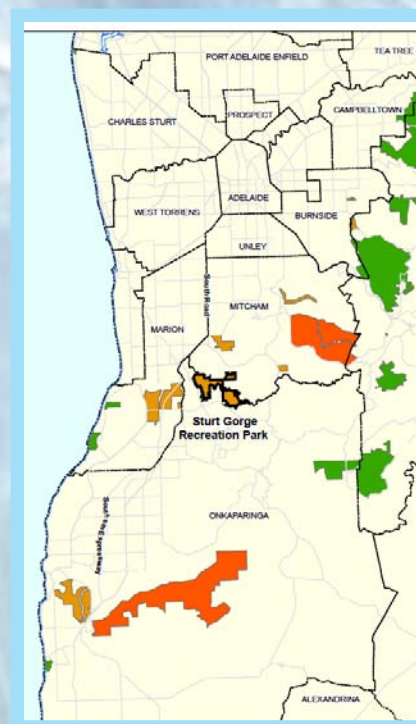 PORT ADELAIDE ENFIELD
TEA TREE
CAMPBELLTOWN
PROSPECT
CHARLES STURT
ADELAIDE
WEST TORRENS
BURNSIDE
UNLEY
South Road
MITCHAM
MARION
Sturt Gorge
Recreation Park
ONKAPARINGA
ALEXANDRINA